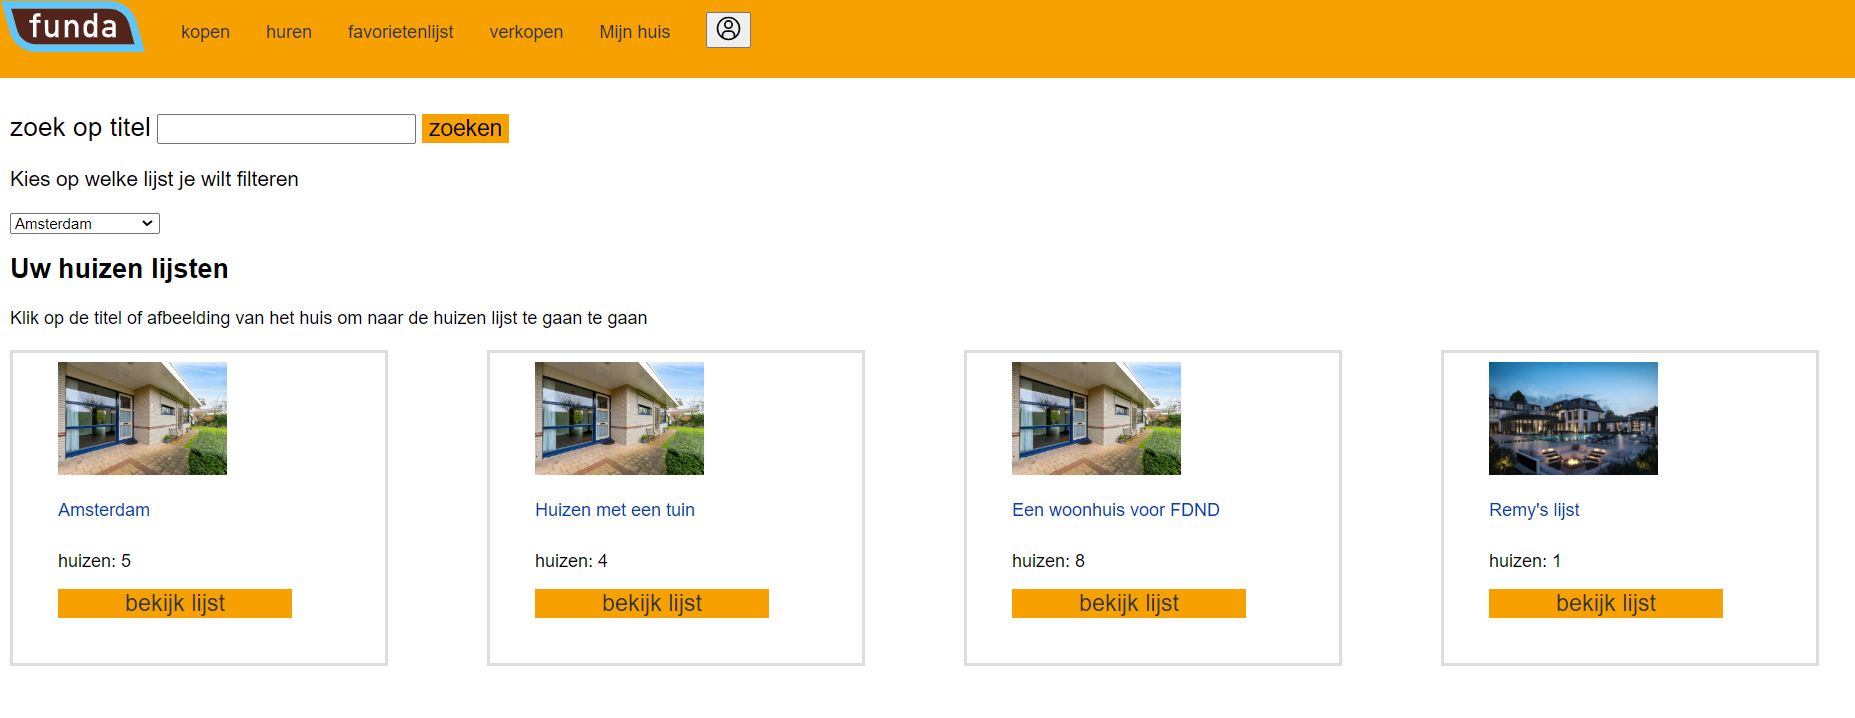 funda
kopen huren favorietenlijst verkopen Mijn huis
zoek op titel zoeken
Kies op welke lijst je wilt filteren
Amsterdam
Uw huizen lijsten
Klik op de titel of afbeelding van het huis om naar de huizen lijst te gaan te gaan
Amsterdam
huizen: 5
bekijk lijst
Huizen met een tuin
huizen: 4
bekijk lijst
Een woonhuis voor FDND
huizen: 8
bekijk lijst
Remy's lijst
huizen: 1
bekijk lijst